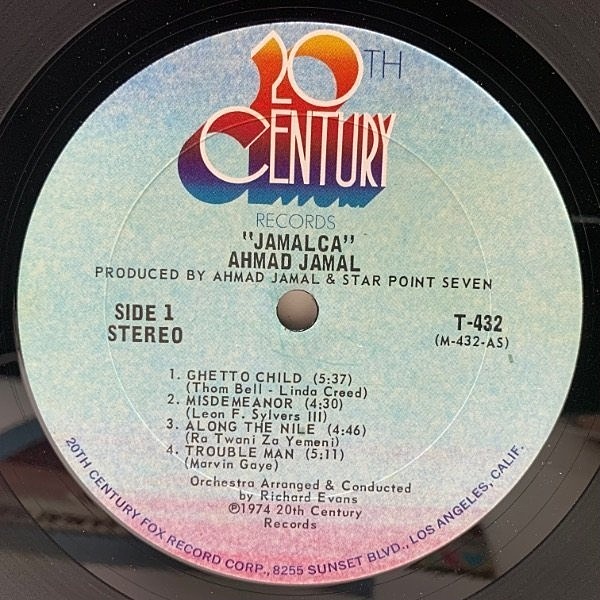 20TH
CENTURY
RECORDS
"JAMALCA"
AHMAD JAMAL
PRODUCED BY AHMAD JAMAL & STAR POINT SEVEN
SIDE 1
STEREO
T-432
(M-432-AS)
1. GHETTO CHILD (5:37)
(Thom Bell - Linda Creed)
2. MISDEMEANOR (4:30)
(Leon F. Sylvers III)
3. ALONG THE NILE (4:46)
(Ra Twani Za Yemeni)
4. TROUBLE MAN (5:11)
(Marvin Gaye)
Orchestra Arranged & Conducted
by Richard Evans
℗1974 20th Century
Records
20TH CENTURY FOX RECORD CORP., 8255 SUNSET BLVD., LOS ANGELES, CALIF.